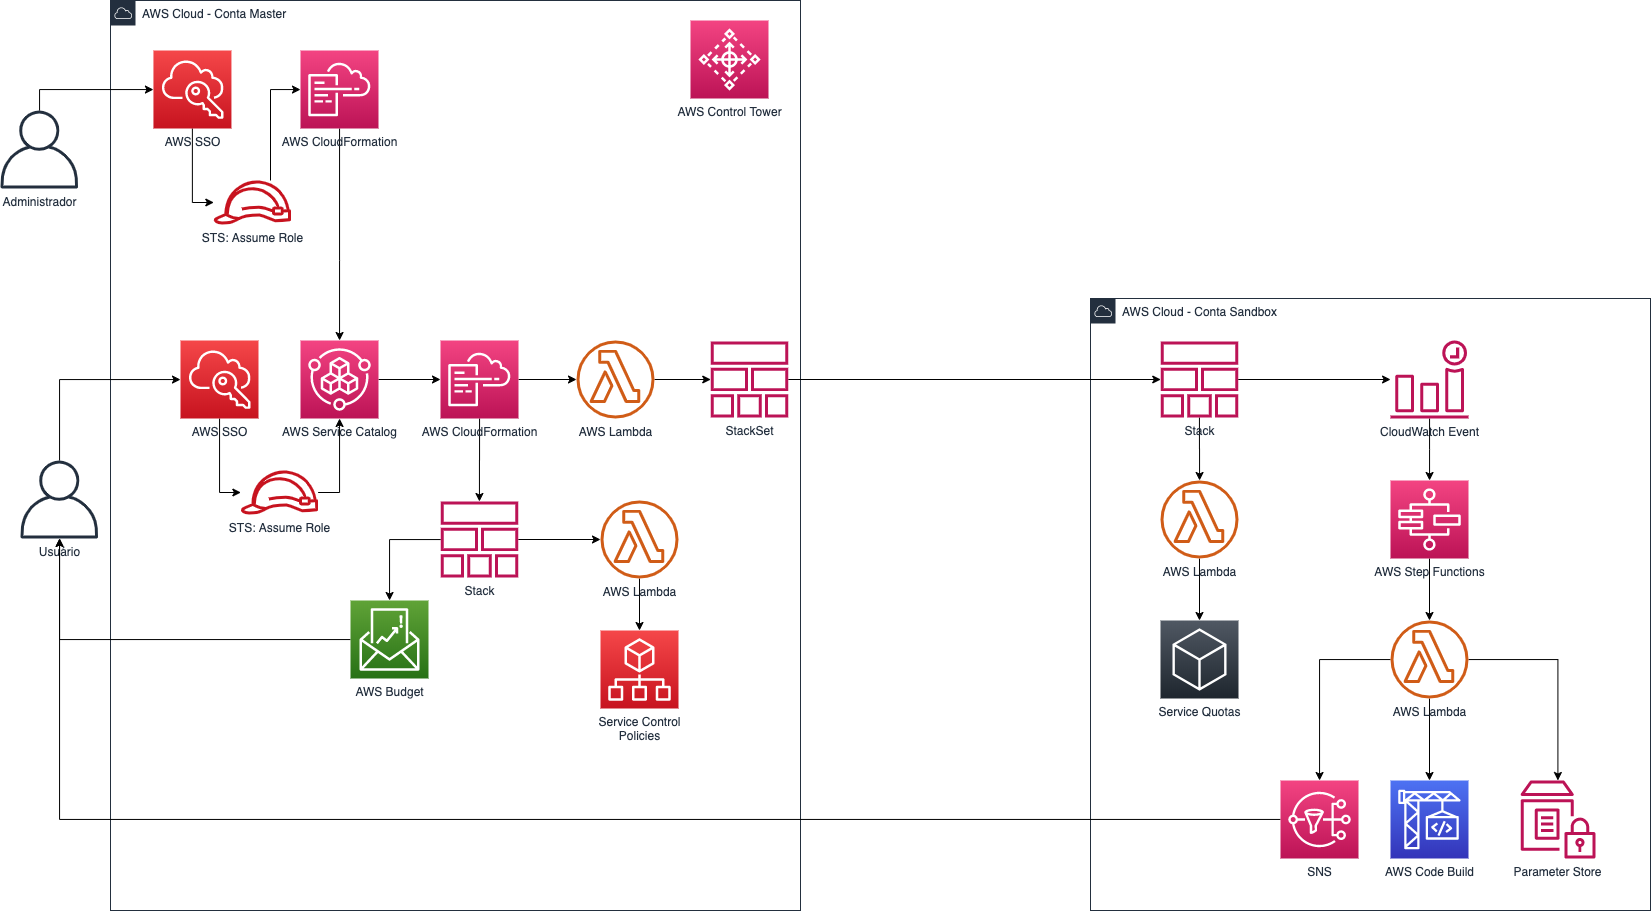 AWS Cloud - Conta Master
AWS Control Tower
AWS SSO
AWS CloudFormation
Administrador
STS: Assume Role
AWS Cloud - Conta Sandbox
AWS SSO
AWS Service Catalog
AWS CloudFormation
AWS Lambda
StackSet
Stack
CloudWatch Event
STS: Assume Role
Usuario
Stack
AWS Lambda
AWS Lambda
AWS Step Functions
AWS Budget
Service Control
Policies
Service Quotas
AWS Lambda
SNS
AWS Code Build
Parameter Store